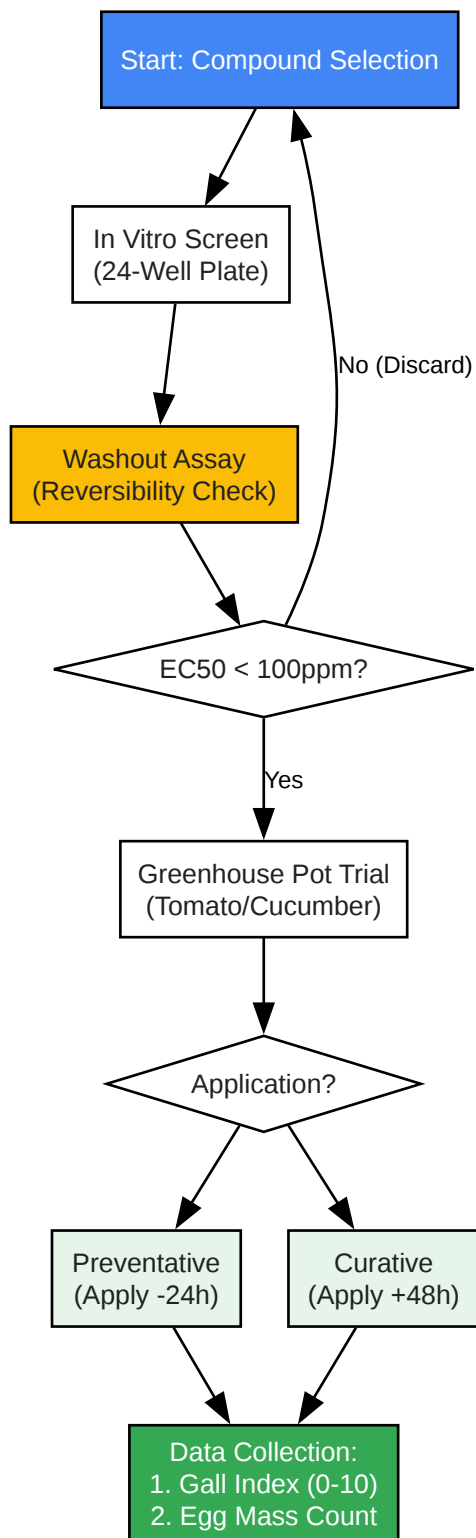 Start: Compound Selection
In Vitro Screen
(24-Well Plate)
No (Discard)
Washout Assay
(Reversibility Check)
EC50 < 100ppm?
Yes
Greenhouse Pot Trial
(Tomato/Cucumber)
Application?
Preventative
(Apply -24h)
Curative
(Apply +48h)
Data Collection:
1. Gall Index (0-10)
2. Egg Mass Count